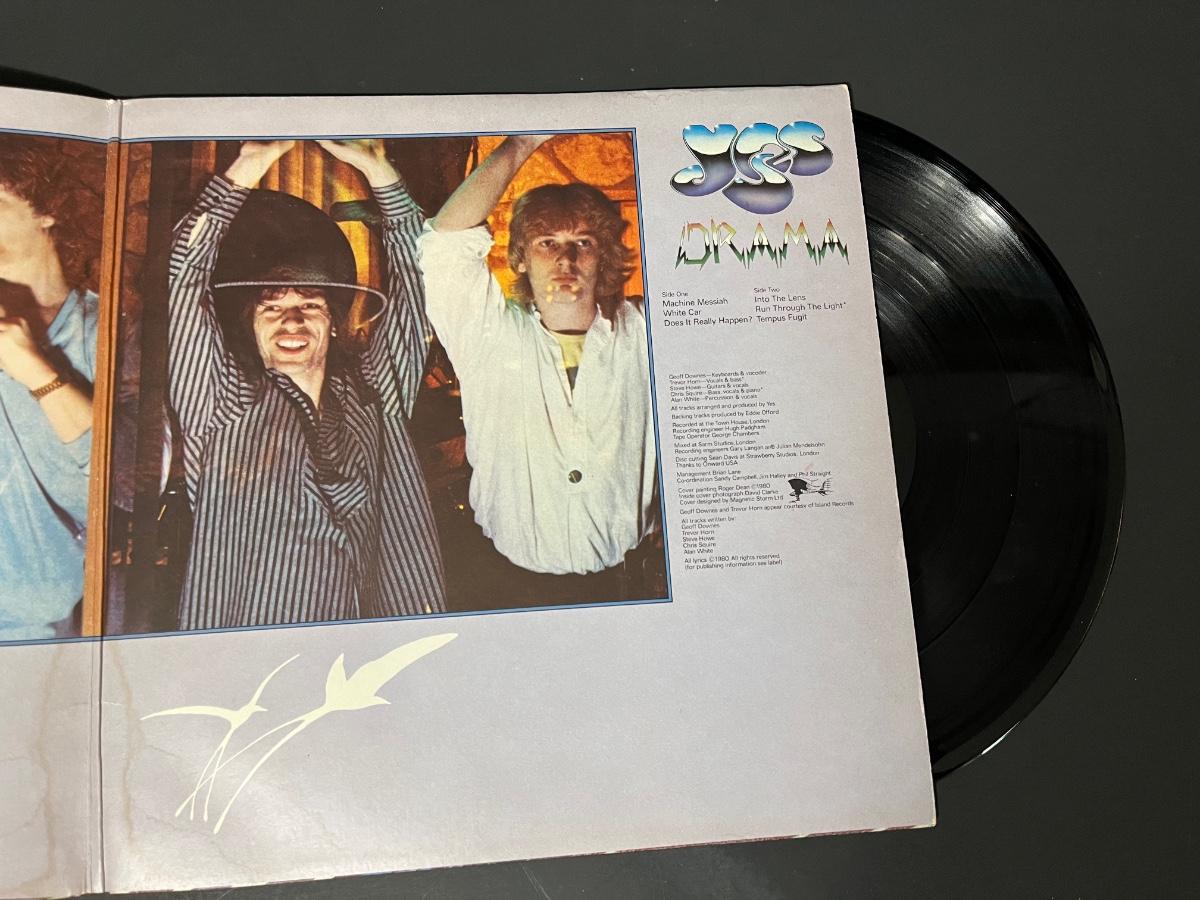 YES
DRAMA
Side One
Machine Messiah
White Car
Does It Really Happen?
Side Two
Into The Lens
Run Through The Light*
Tempus Fugit
Geoff Downes—Keyboards & vocoder
Trevor Horn—Vocals & bass*
Steve Howe—Guitars & vocals
Chris Squire—Bass, vocals & piano*
Alan White—Percussion & vocals
All tracks arranged and produced by Yes
Backing tracks produced by Eddie Offord
Recorded at the Town House, London
Recording engineer Hugh Padgham
Tape Operator George Chambers
Mixed at Sarm Studios, London
Recording engineers Gary Langan and Julian Mendelsohn
Disc cutting Sean Davis at Strawberry Studios, London
Thanks to Onward USA
Management Brian Lane
Co-ordination Sandy Campbell, Jim Halley and Phil Straight
Cover painting Roger Dean ©1980
Inside cover photograph David Clarke
Cover designed by Magnetic Storm Ltd
Geoff Downes and Trevor Horn appear courtesy of Island Records
All tracks written by:
Geoff Downes
Trevor Horn
Steve Howe
Chris Squire
Alan White
All lyrics ©1980 All rights reserved
(for publishing information see label)